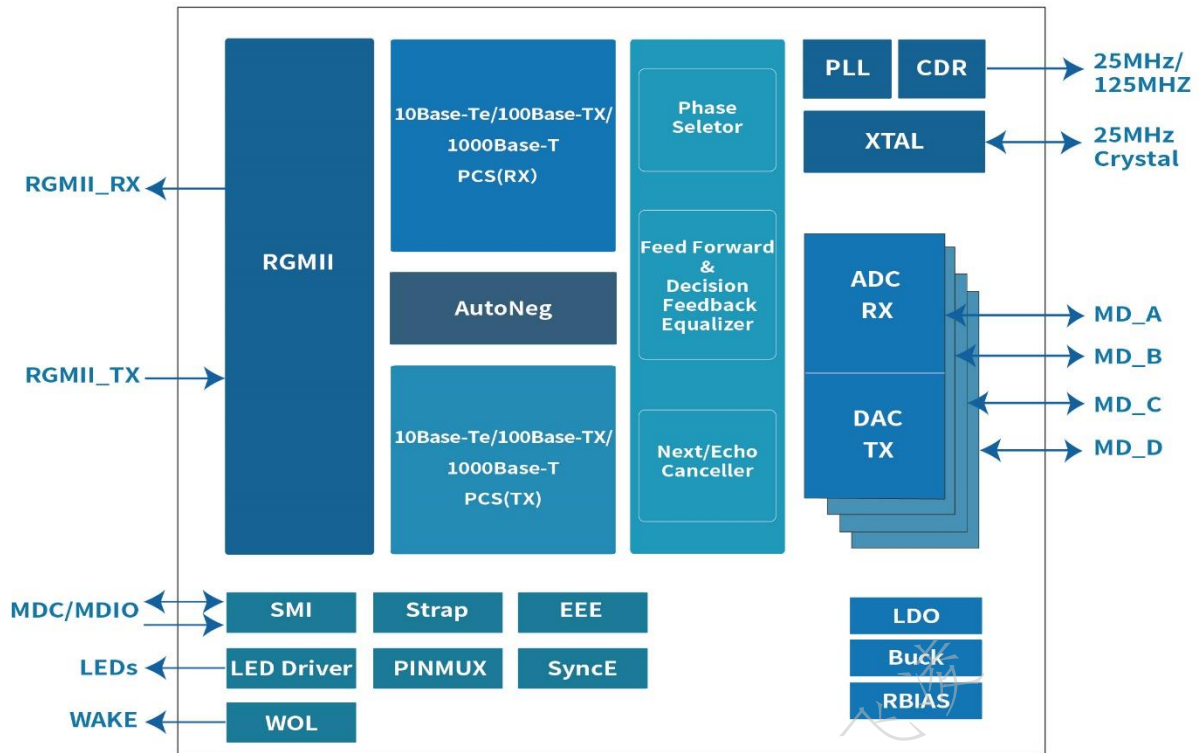 RGMII_RX
RGMII_TX
MDC/MDIO
LEDs
WAKE
RGMII
10Base-Te/100Base-TX/
1000Base-T
PCS(RX)
AutoNeg
10Base-Te/100Base-TX/
1000Base-T
PCS(TX)
Phase
Seletor
Feed Forward
&
Decision
Feedback
Equalizer
Next/Echo
Canceller
PLL
CDR
XTAL
25MHz/
125MHZ
25MHz
Crystal
ADC
RX
DAC
TX
MD_A
MD_B
MD_C
MD_D
SMI
Strap
EEE
LED Driver
PINMUX
SyncE
WOL
LDO
Buck
RBIAS